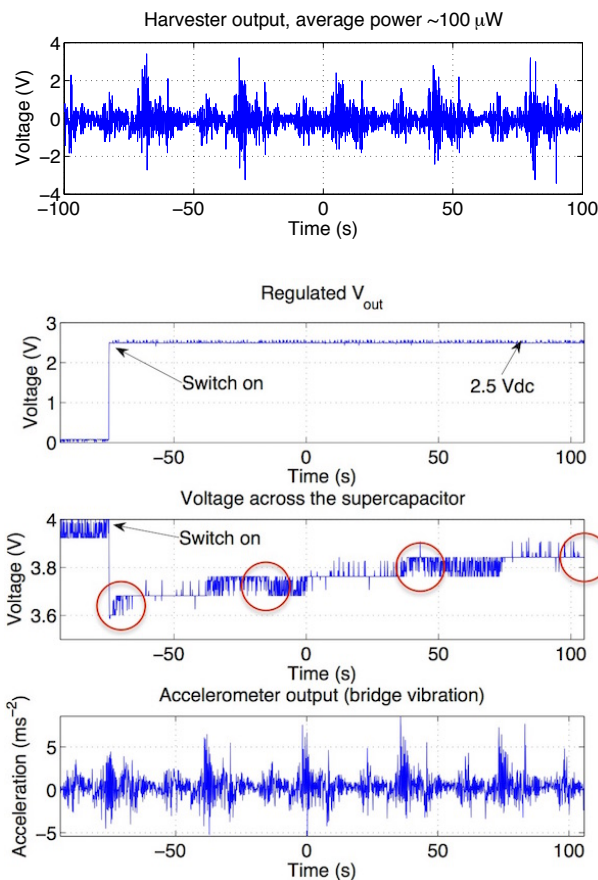 Harvester output, average power ~100 μW
Voltage (V)
4
2
0
−2
−4
−100
−50
0
50
100
Time (s)
Regulated Vout
Voltage (V)
3
2
1
0
Switch on
2.5 Vdc
−50
0
50
100
Time (s)
Voltage across the supercapacitor
Voltage (V)
4
3.8
3.6
Switch on
−50
0
50
100
Time (s)
Accelerometer output (bridge vibration)
Acceleration (ms⁻²)
5
0
−5
−50
0
50
100
Time (s)